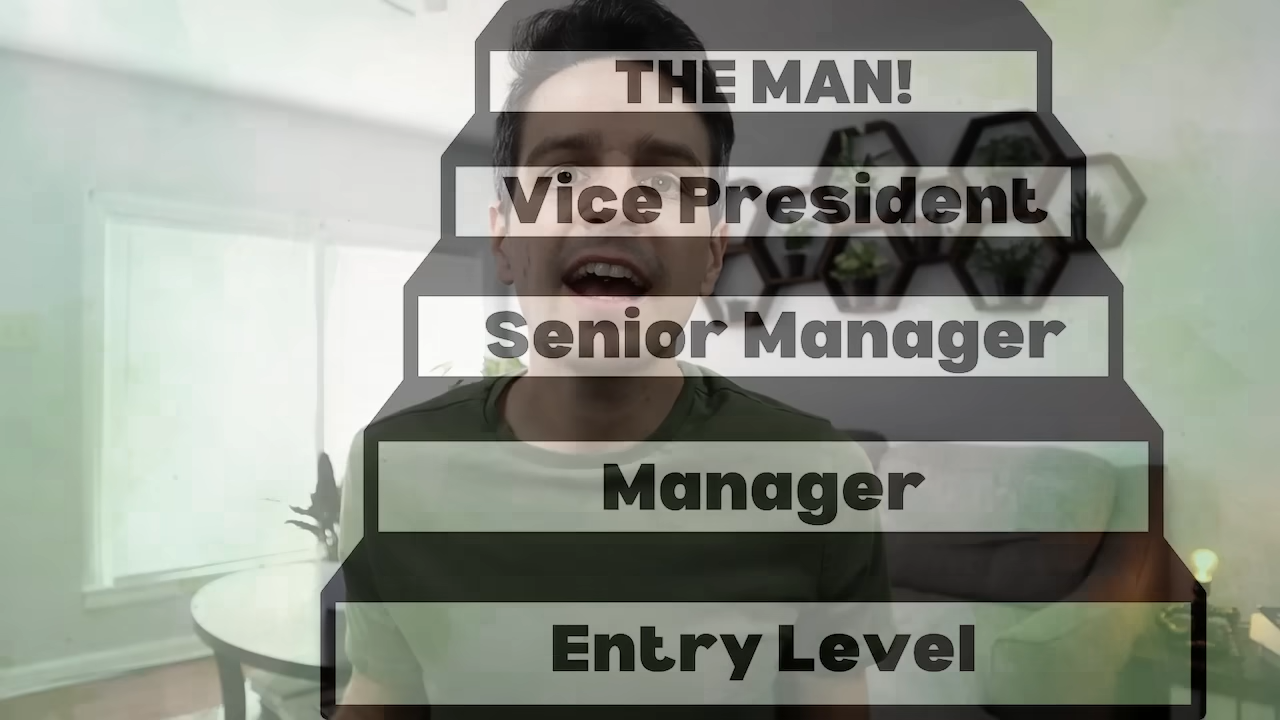 THE MAN!
Vice President
Senior Manager
Manager
Entry Level